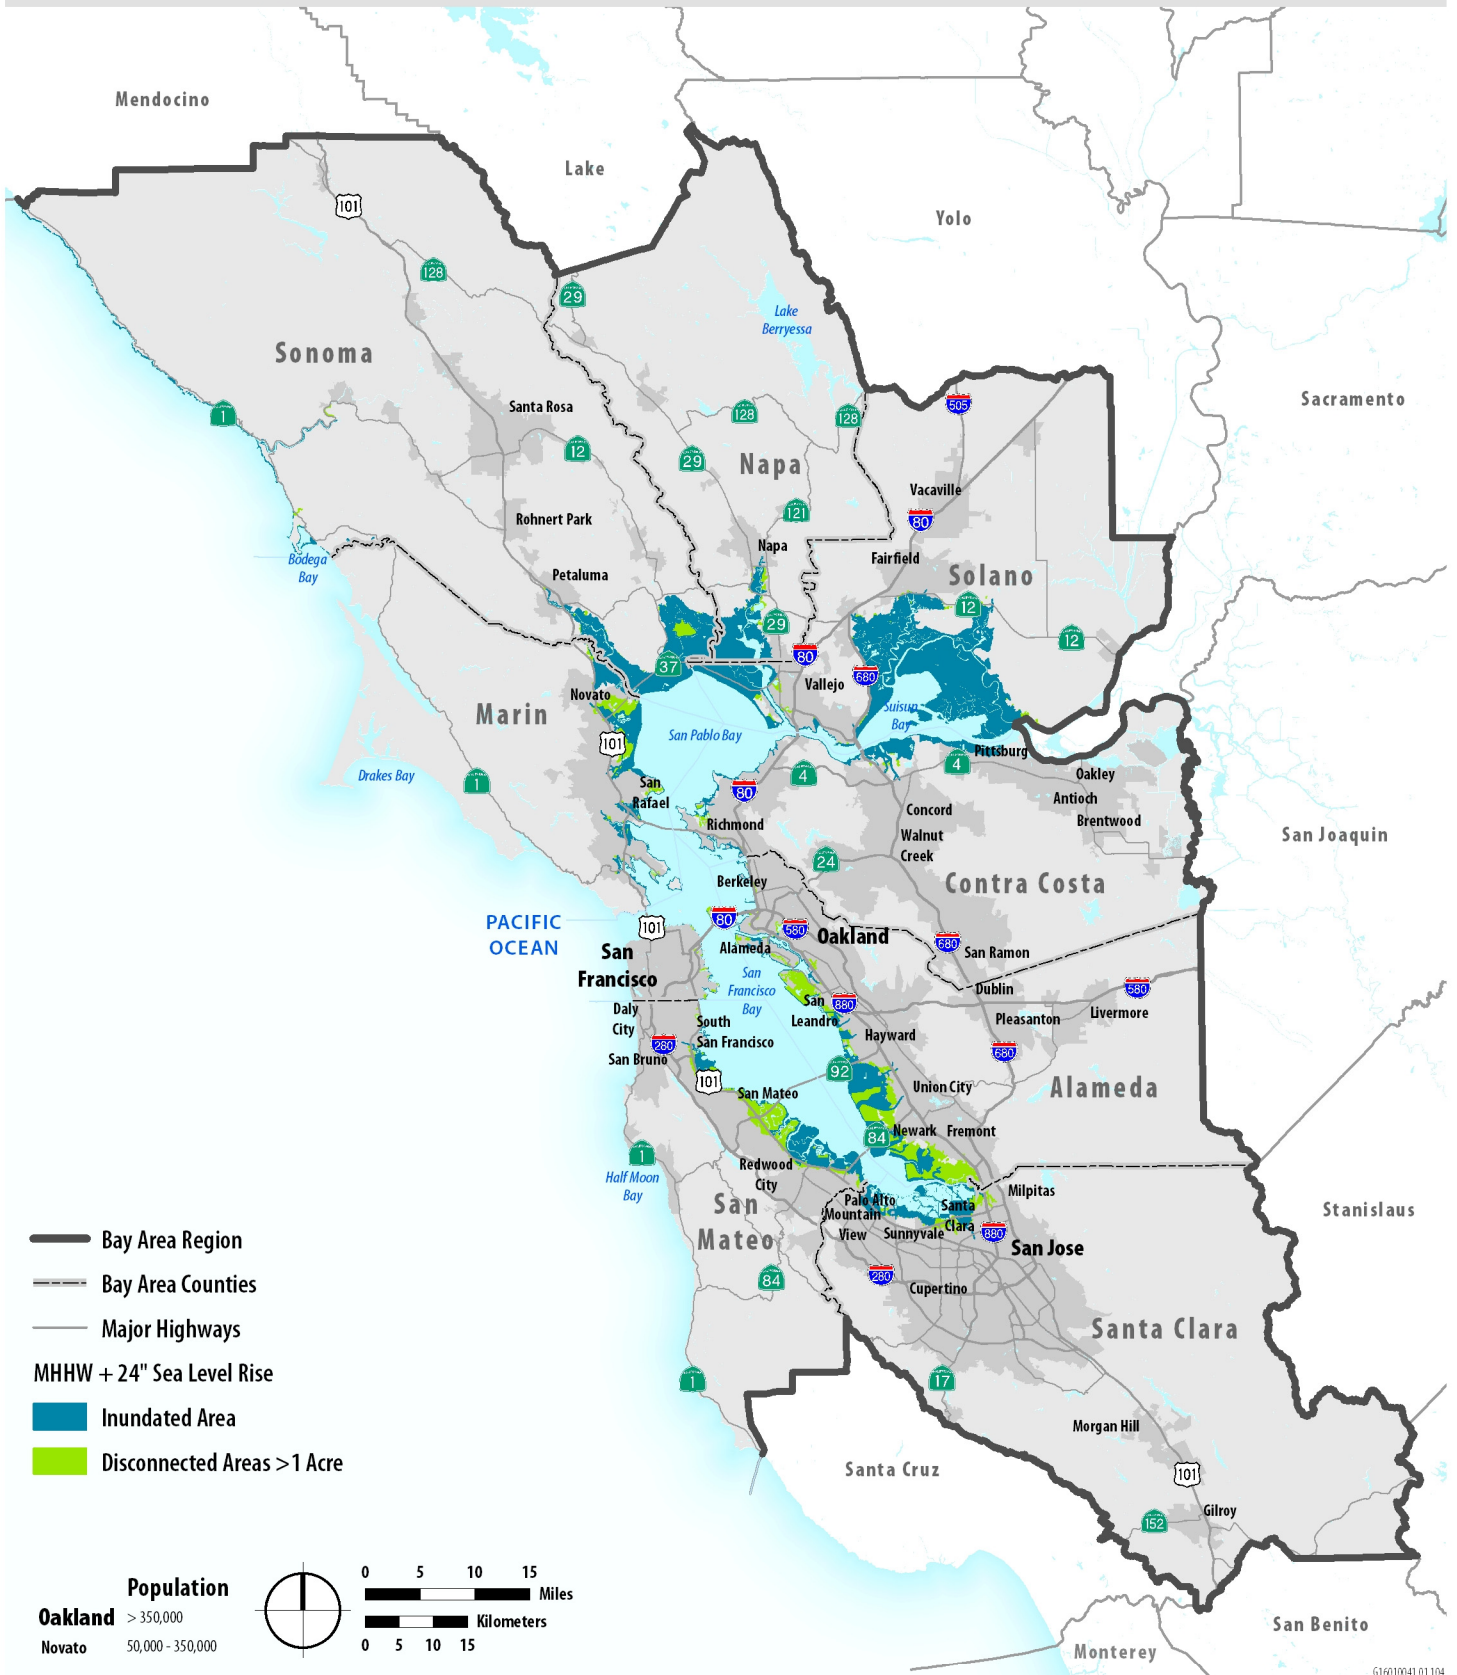 Mendocino
Lake
Yolo
101
128
29
Lake
Berryessa
Sonoma
Sacramento
505
1
Santa Rosa
128
128
12
29
Napa
Vacaville
80
121
Rohnert Park
Napa
Fairfield
Bodega
Bay
Petaluma
Solano
12
29
12
37
80
Vallejo
680
Novato
Marin
Suisun
Bay
101
San Pablo Bay
Pittsburg
4
4
Drakes Bay
1
San
Rafael
80
Oakley
Antioch
Brentwood
Concord
Richmond
Walnut
Creek
San Joaquin
24
Berkeley
Contra Costa
PACIFIC
OCEAN
101
80
580
Oakland
680
San
Francisco
Alameda
San Ramon
San
Francisco
Bay
Dublin
580
San
Leandro
880
Daly
City
South
San Francisco
Pleasanton
Livermore
Hayward
280
San Bruno
680
101
92
San Mateo
Union City
Alameda
84
Newark
Fremont
1
Half Moon
Bay
Redwood
City
Milpitas
San
Mateo
Palo Alto
Mountain
View
Sunnyvale
Santa
Clara
880
San Jose
Stanislaus
84
280
Cupertino
Santa Clara
1
17
Morgan Hill
Santa Cruz
101
152
Gilroy
San Benito
Monterey
Bay Area Region
Bay Area Counties
Major Highways
MHHW + 24" Sea Level Rise
Inundated Area
Disconnected Areas >1 Acre
Population
Oakland > 350,000
Novato 50,000 - 350,000
0 5 10 15
Miles
Kilometers
0 5 10 15